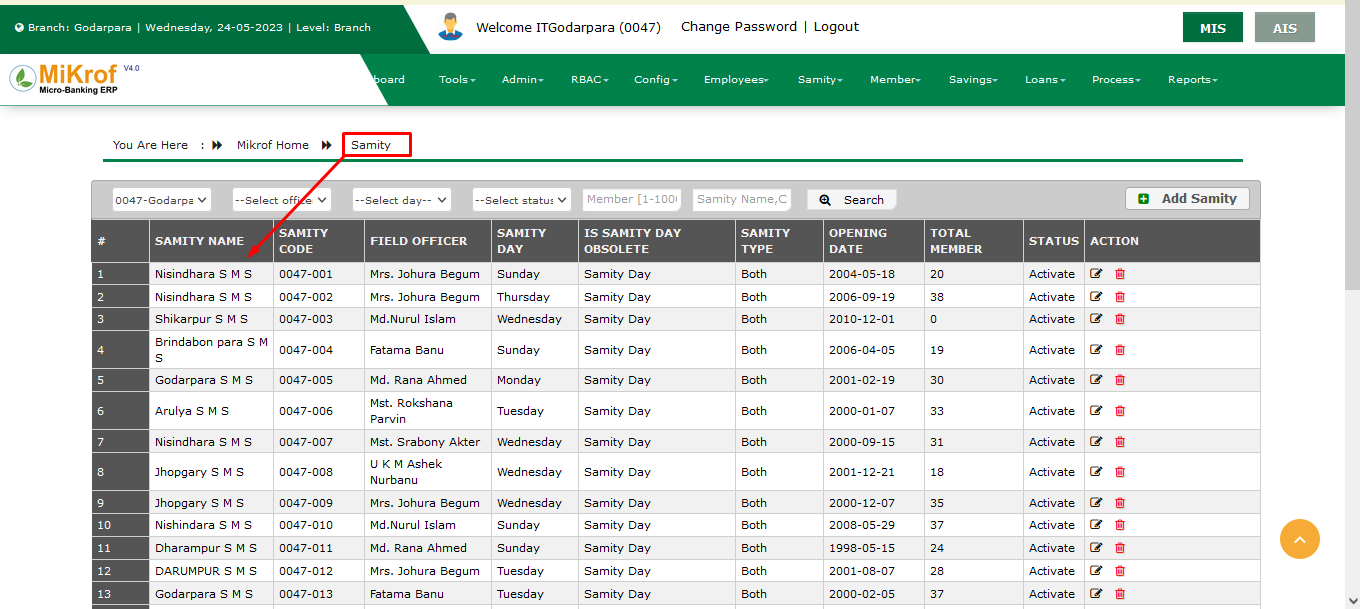 Branch: Godarpara | Wednesday, 24-05-2023 | Level: Branch
Welcome ITGodarpara (0047) Change Password | Logout
MIS AIS
MiKrof V4.0
Micro-Banking ERP
board Tools Admin RBAC Config Employees Samity Member Savings Loans Process Reports
You Are Here : Mikrof Home Samity
0047-Godarpa --Select office --Select day-- --Select status Member [1-100 Samity Name,C Search Add Samity
# SAMITY NAME SAMITY CODE FIELD OFFICER SAMITY DAY IS SAMITY DAY OBSOLETE SAMITY TYPE OPENING DATE TOTAL MEMBER STATUS ACTION
1 Nisindhara S M S 0047-001 Mrs. Johura Begum Sunday Samity Day Both 2004-05-18 20 Activate
2 Nisindhara S M S 0047-002 Mrs. Johura Begum Thursday Samity Day Both 2006-09-19 38 Activate
3 Shikarpur S M S 0047-003 Md.Nurul Islam Wednesday Samity Day Both 2010-12-01 0 Activate
4 Brindabon para S M S 0047-004 Fatama Banu Sunday Samity Day Both 2006-04-05 19 Activate
5 Godarpara S M S 0047-005 Md. Rana Ahmed Monday Samity Day Both 2001-02-19 30 Activate
6 Arulya S M S 0047-006 Mst. Rokshana Parvin Tuesday Samity Day Both 2000-01-07 33 Activate
7 Nisindhara S M S 0047-007 Mst. Srabony Akter Wednesday Samity Day Both 2000-09-15 31 Activate
8 Jhopgary S M S 0047-008 U K M Ashek Nurbanu Wednesday Samity Day Both 2001-12-21 18 Activate
9 Jhopgary S M S 0047-009 Mrs. Johura Begum Wednesday Samity Day Both 2000-12-07 35 Activate
10 Nishindara S M S 0047-010 Md.Nurul Islam Sunday Samity Day Both 2008-05-29 37 Activate
11 Dharampur S M S 0047-011 Md. Rana Ahmed Sunday Samity Day Both 1998-05-15 24 Activate
12 DARUMPUR S M S 0047-012 Mrs. Johura Begum Tuesday Samity Day Both 2001-08-07 28 Activate
13 Godarpara S M S 0047-013 Fatama Banu Tuesday Samity Day Both 2000-02-05 37 Activate